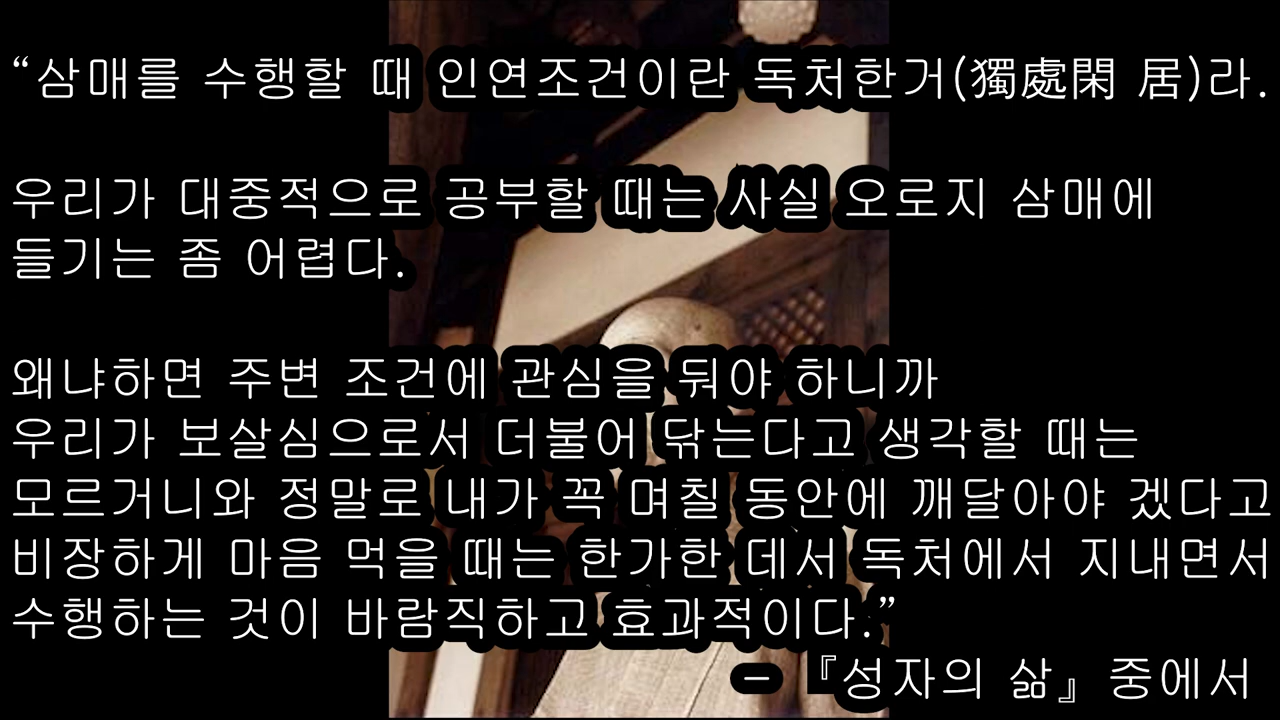 “삼매를 수행할 때 인연조건이란 독처한거(獨處閑 居)라.
우리가 대중적으로 공부할 때는 사실 오로지 삼매에
들기는 좀 어렵다.
왜냐하면 주변 조건에 관심을 둬야 하니까
우리가 보살심으로서 더불어 닦는다고 생각할 때는
모르거니와 정말로 내가 꼭 며칠 동안에 깨달아야 겠다고
비장하게 마음 먹을 때는 한가한 데서 독처에서 지내면서
수행하는 것이 바람직하고 효과적이다.”
– 『성자의 삶』 중에서